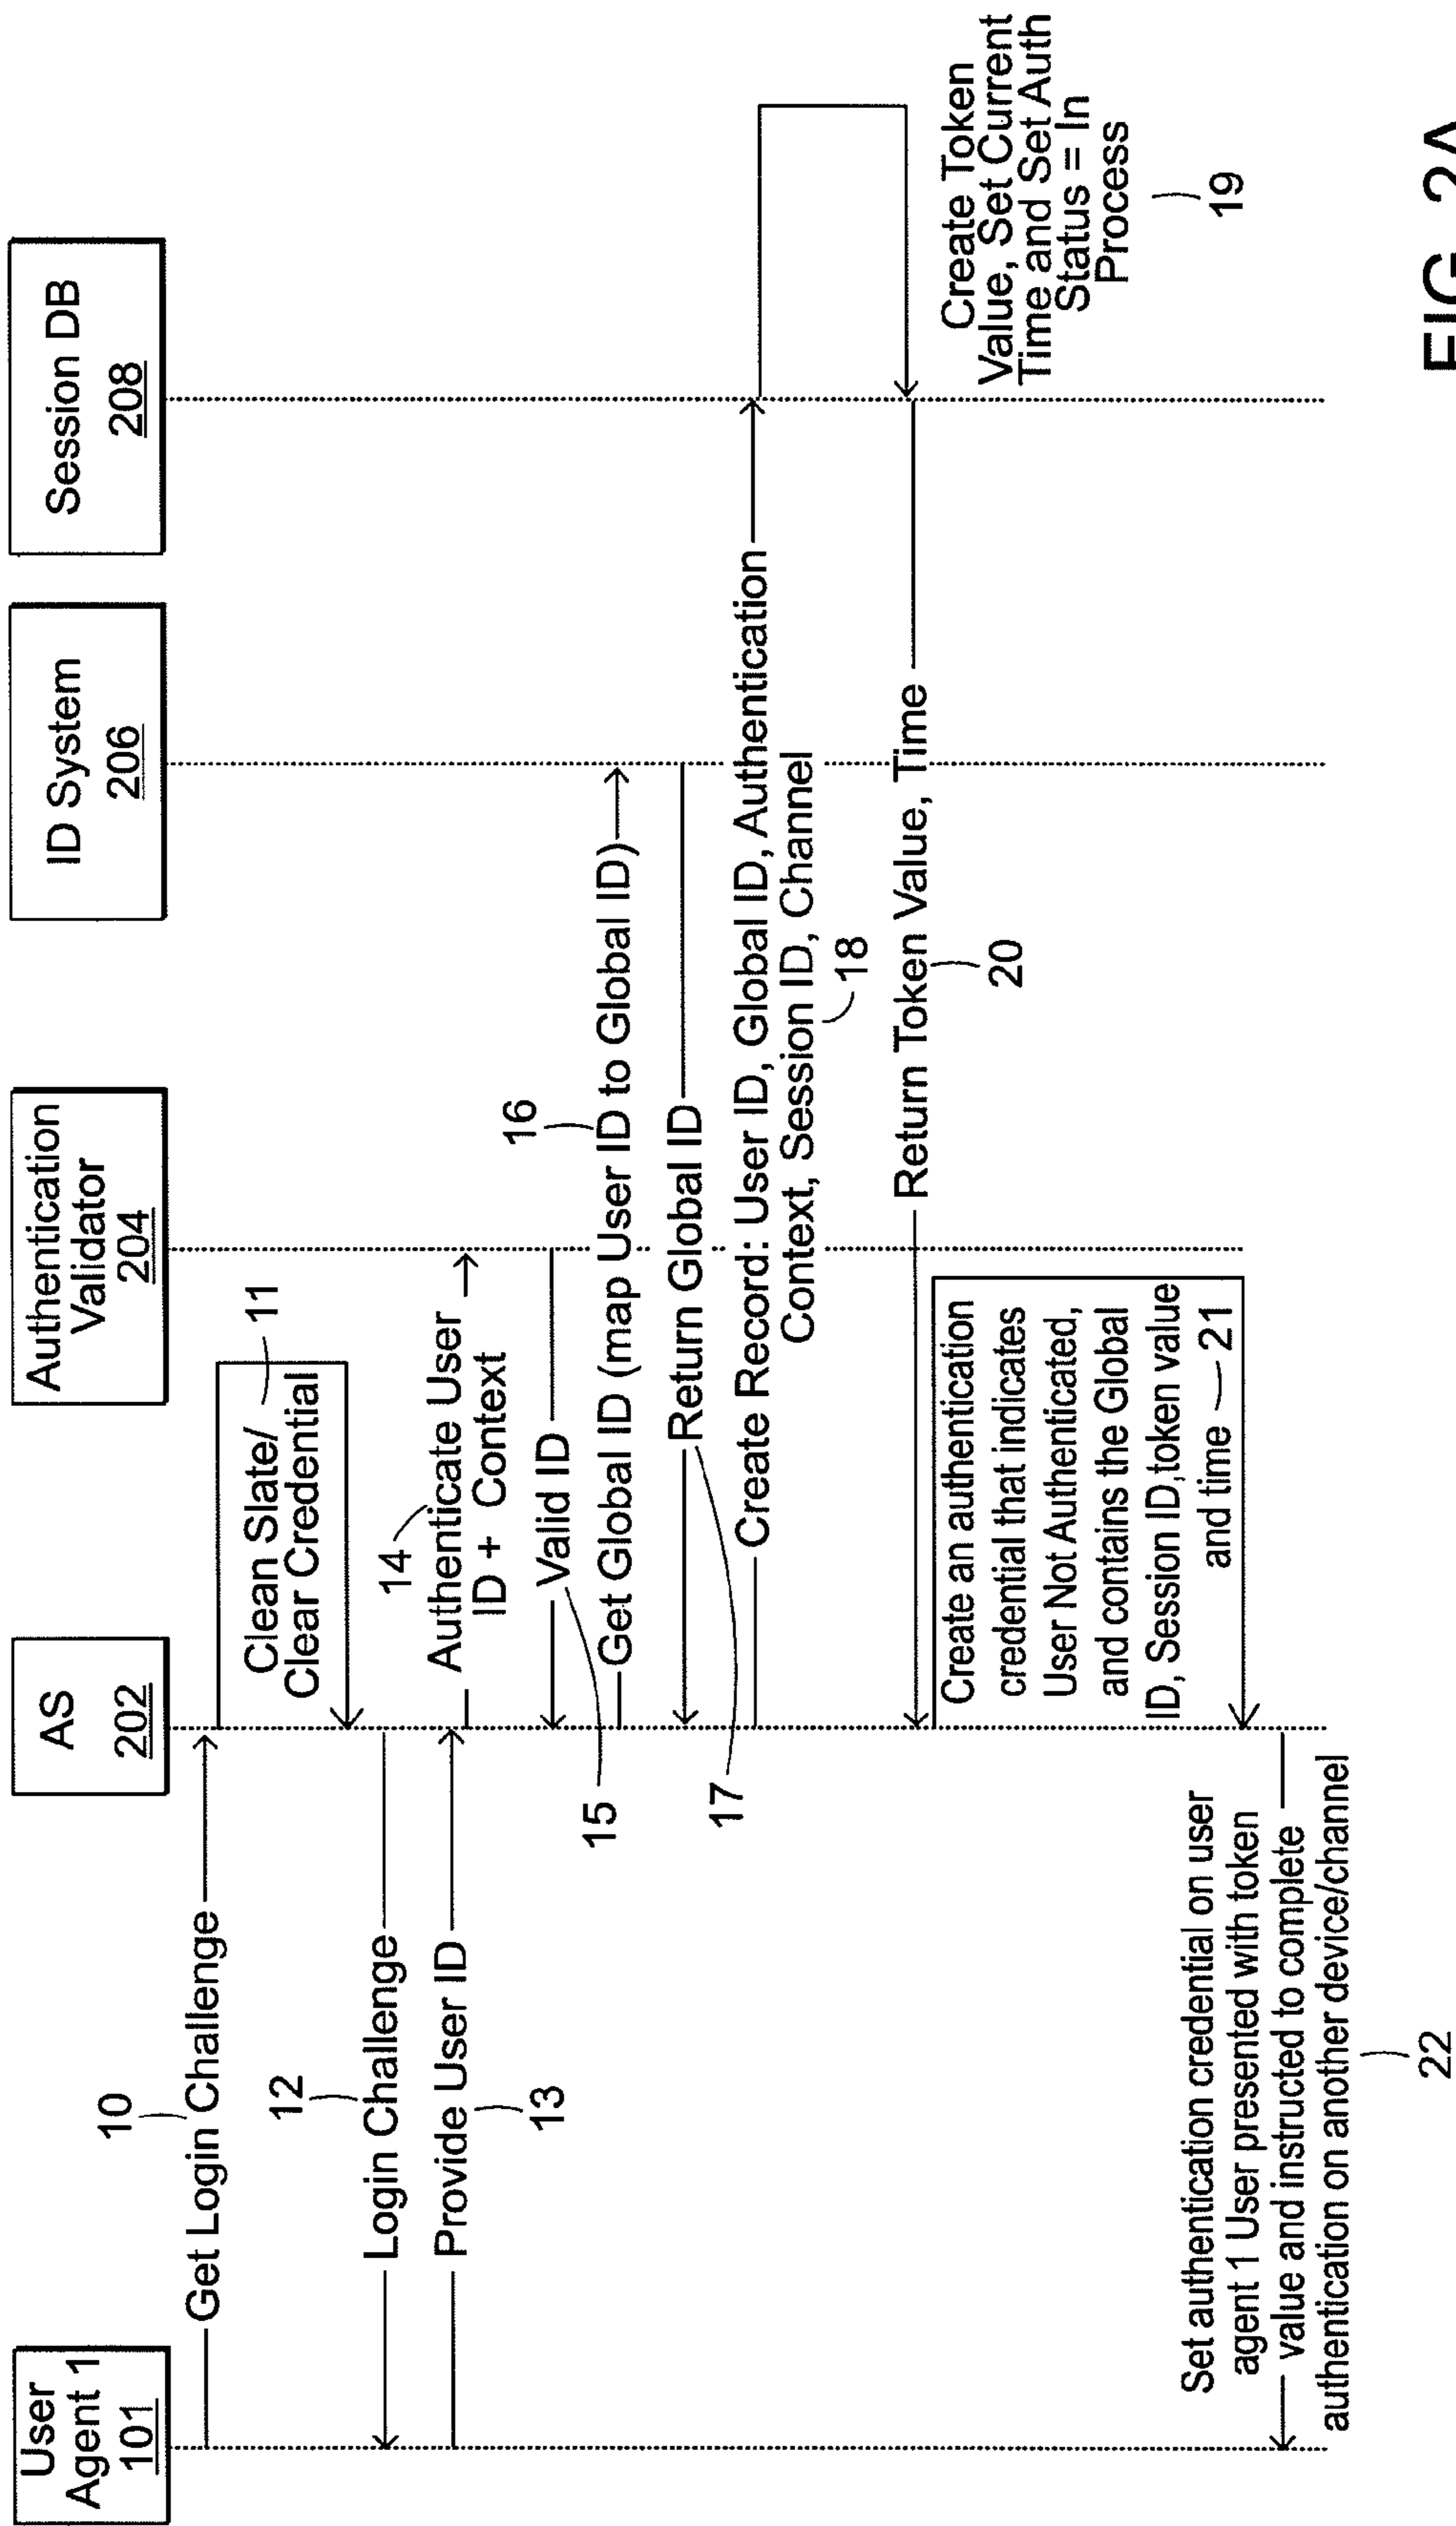 User
Agent 1
101
AS
202
Authentication
Validator
204
ID System
206
Session DB
208
10
Get Login Challenge
Clean Slate/
Clear Credential
11
12
Login Challenge
Provide User ID
13
14
Authenticate User
ID + Context
Valid ID
15
16
Get Global ID (map User ID to Global ID)
Return Global ID
17
Create Record: User ID, Global ID, Authentication
Context, Session ID, Channel
18
Create Token
Value, Set Current
Time and Set Auth
Status = In
Process
19
Return Token Value, Time
20
Create an authentication
credential that indicates
User Not Authenticated,
and contains the Global
ID, Session ID,token value
and time
21
Set authentication credential on user
agent 1 User presented with token
value and instructed to complete
authentication on another device/channel
22
FIG. 2A